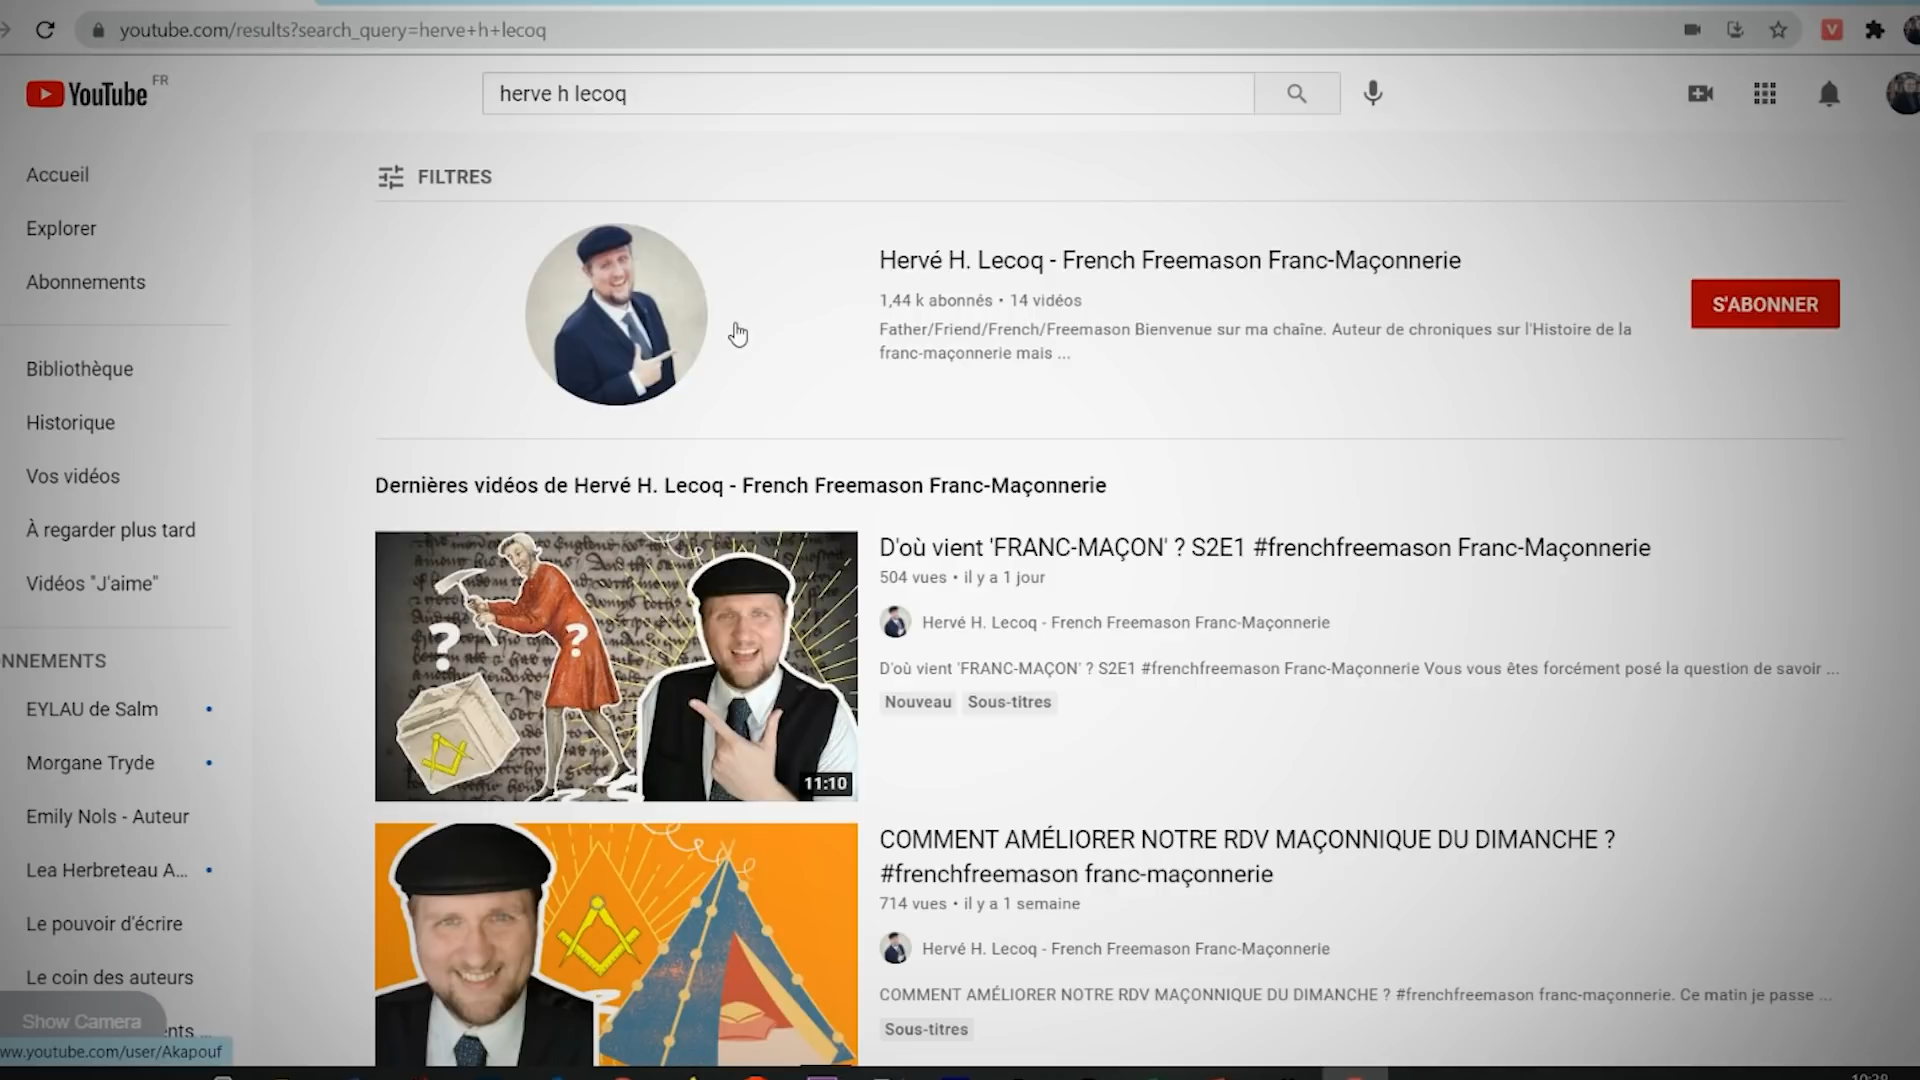 youtube.com/results?search_query=herve+h+lecoq
YouTube FR
herve h lecoq
Accueil
Explorer
Abonnements
Bibliothèque
Historique
Vos vidéos
À regarder plus tard
Vidéos "J'aime"
NNEMENTS
EYLAU de Salm
Morgane Tryde
Emily Nols - Auteur
Lea Herbreteau A...
Le pouvoir d'écrire
Le coin des auteurs
Show Camera
ents ...
ww.youtube.com/user/Akapouf
FILTRES
Hervé H. Lecoq - French Freemason Franc-Maçonnerie
1,44 k abonnés • 14 vidéos
Father/Friend/French/Freemason Bienvenue sur ma chaîne. Auteur de chroniques sur l'Histoire de la
franc-maçonnerie mais ...
S'ABONNER
Dernières vidéos de Hervé H. Lecoq - French Freemason Franc-Maçonnerie
? ?
11:10
D'où vient 'FRANC-MAÇON' ? S2E1 #frenchfreemason Franc-Maçonnerie
504 vues • il y a 1 jour
Hervé H. Lecoq - French Freemason Franc-Maçonnerie
D'où vient 'FRANC-MAÇON' ? S2E1 #frenchfreemason Franc-Maçonnerie Vous vous êtes forcément posé la question de savoir ...
Nouveau Sous-titres
COMMENT AMÉLIORER NOTRE RDV MAÇONNIQUE DU DIMANCHE ?
#frenchfreemason franc-maçonnerie
714 vues • il y a 1 semaine
Hervé H. Lecoq - French Freemason Franc-Maçonnerie
COMMENT AMÉLIORER NOTRE RDV MAÇONNIQUE DU DIMANCHE ? #frenchfreemason franc-maçonnerie. Ce matin je passe ...
Sous-titres